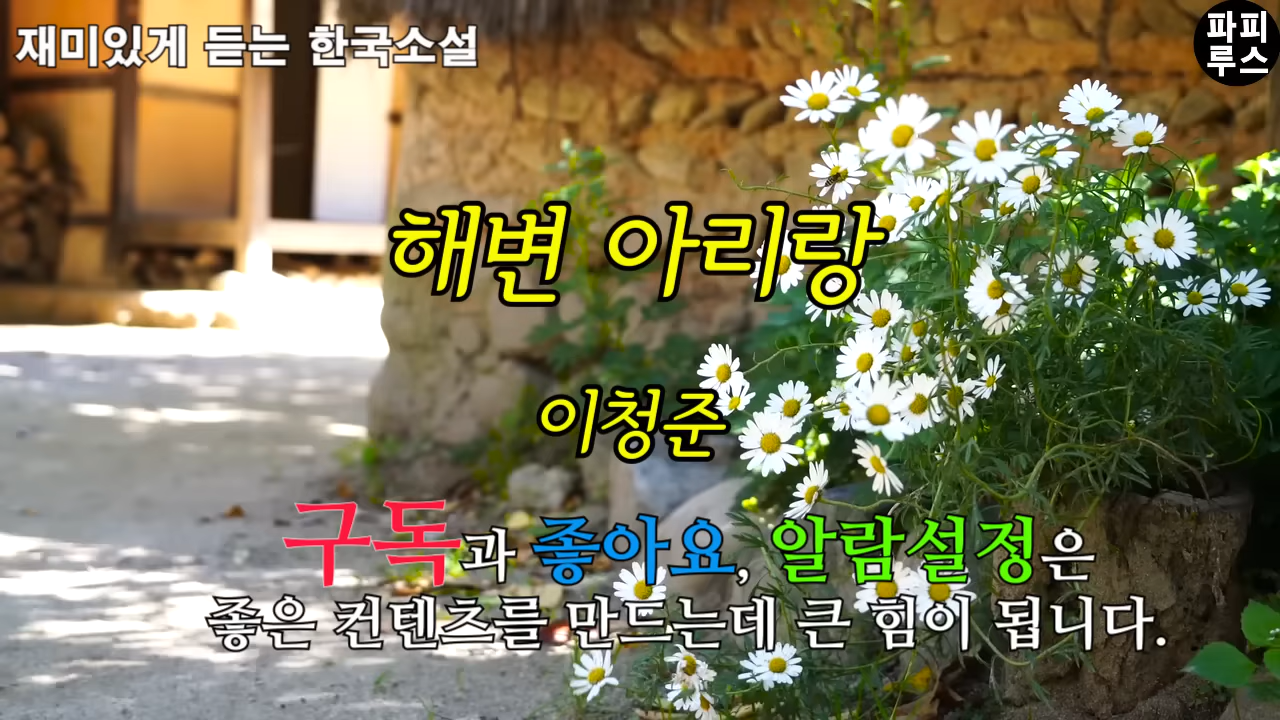 재미있게 듣는 한국소설
파피
루스
해변 아리랑
이청준
구독과 좋아요, 알람설정은
좋은 컨텐츠를 만드는데 큰 힘이 됩니다.